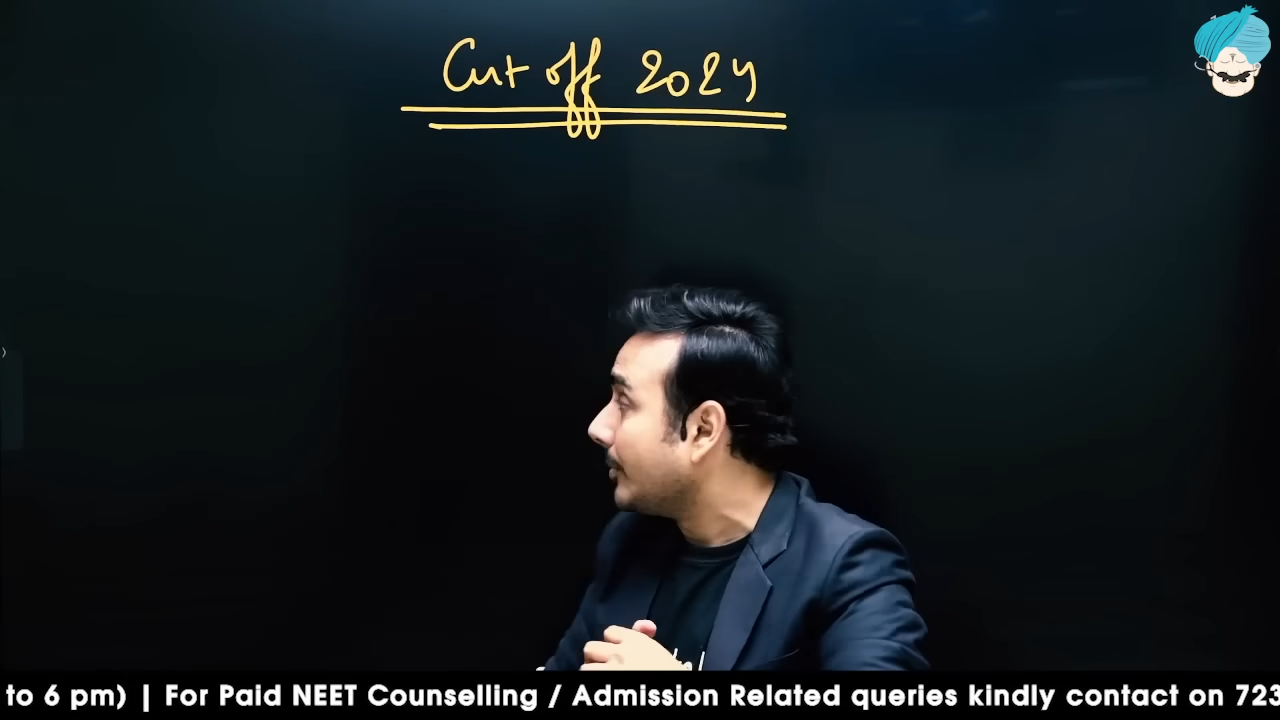 Cut off 2024
to 6 pm) | For Paid NEET Counselling / Admission Related queries kindly contact on 723